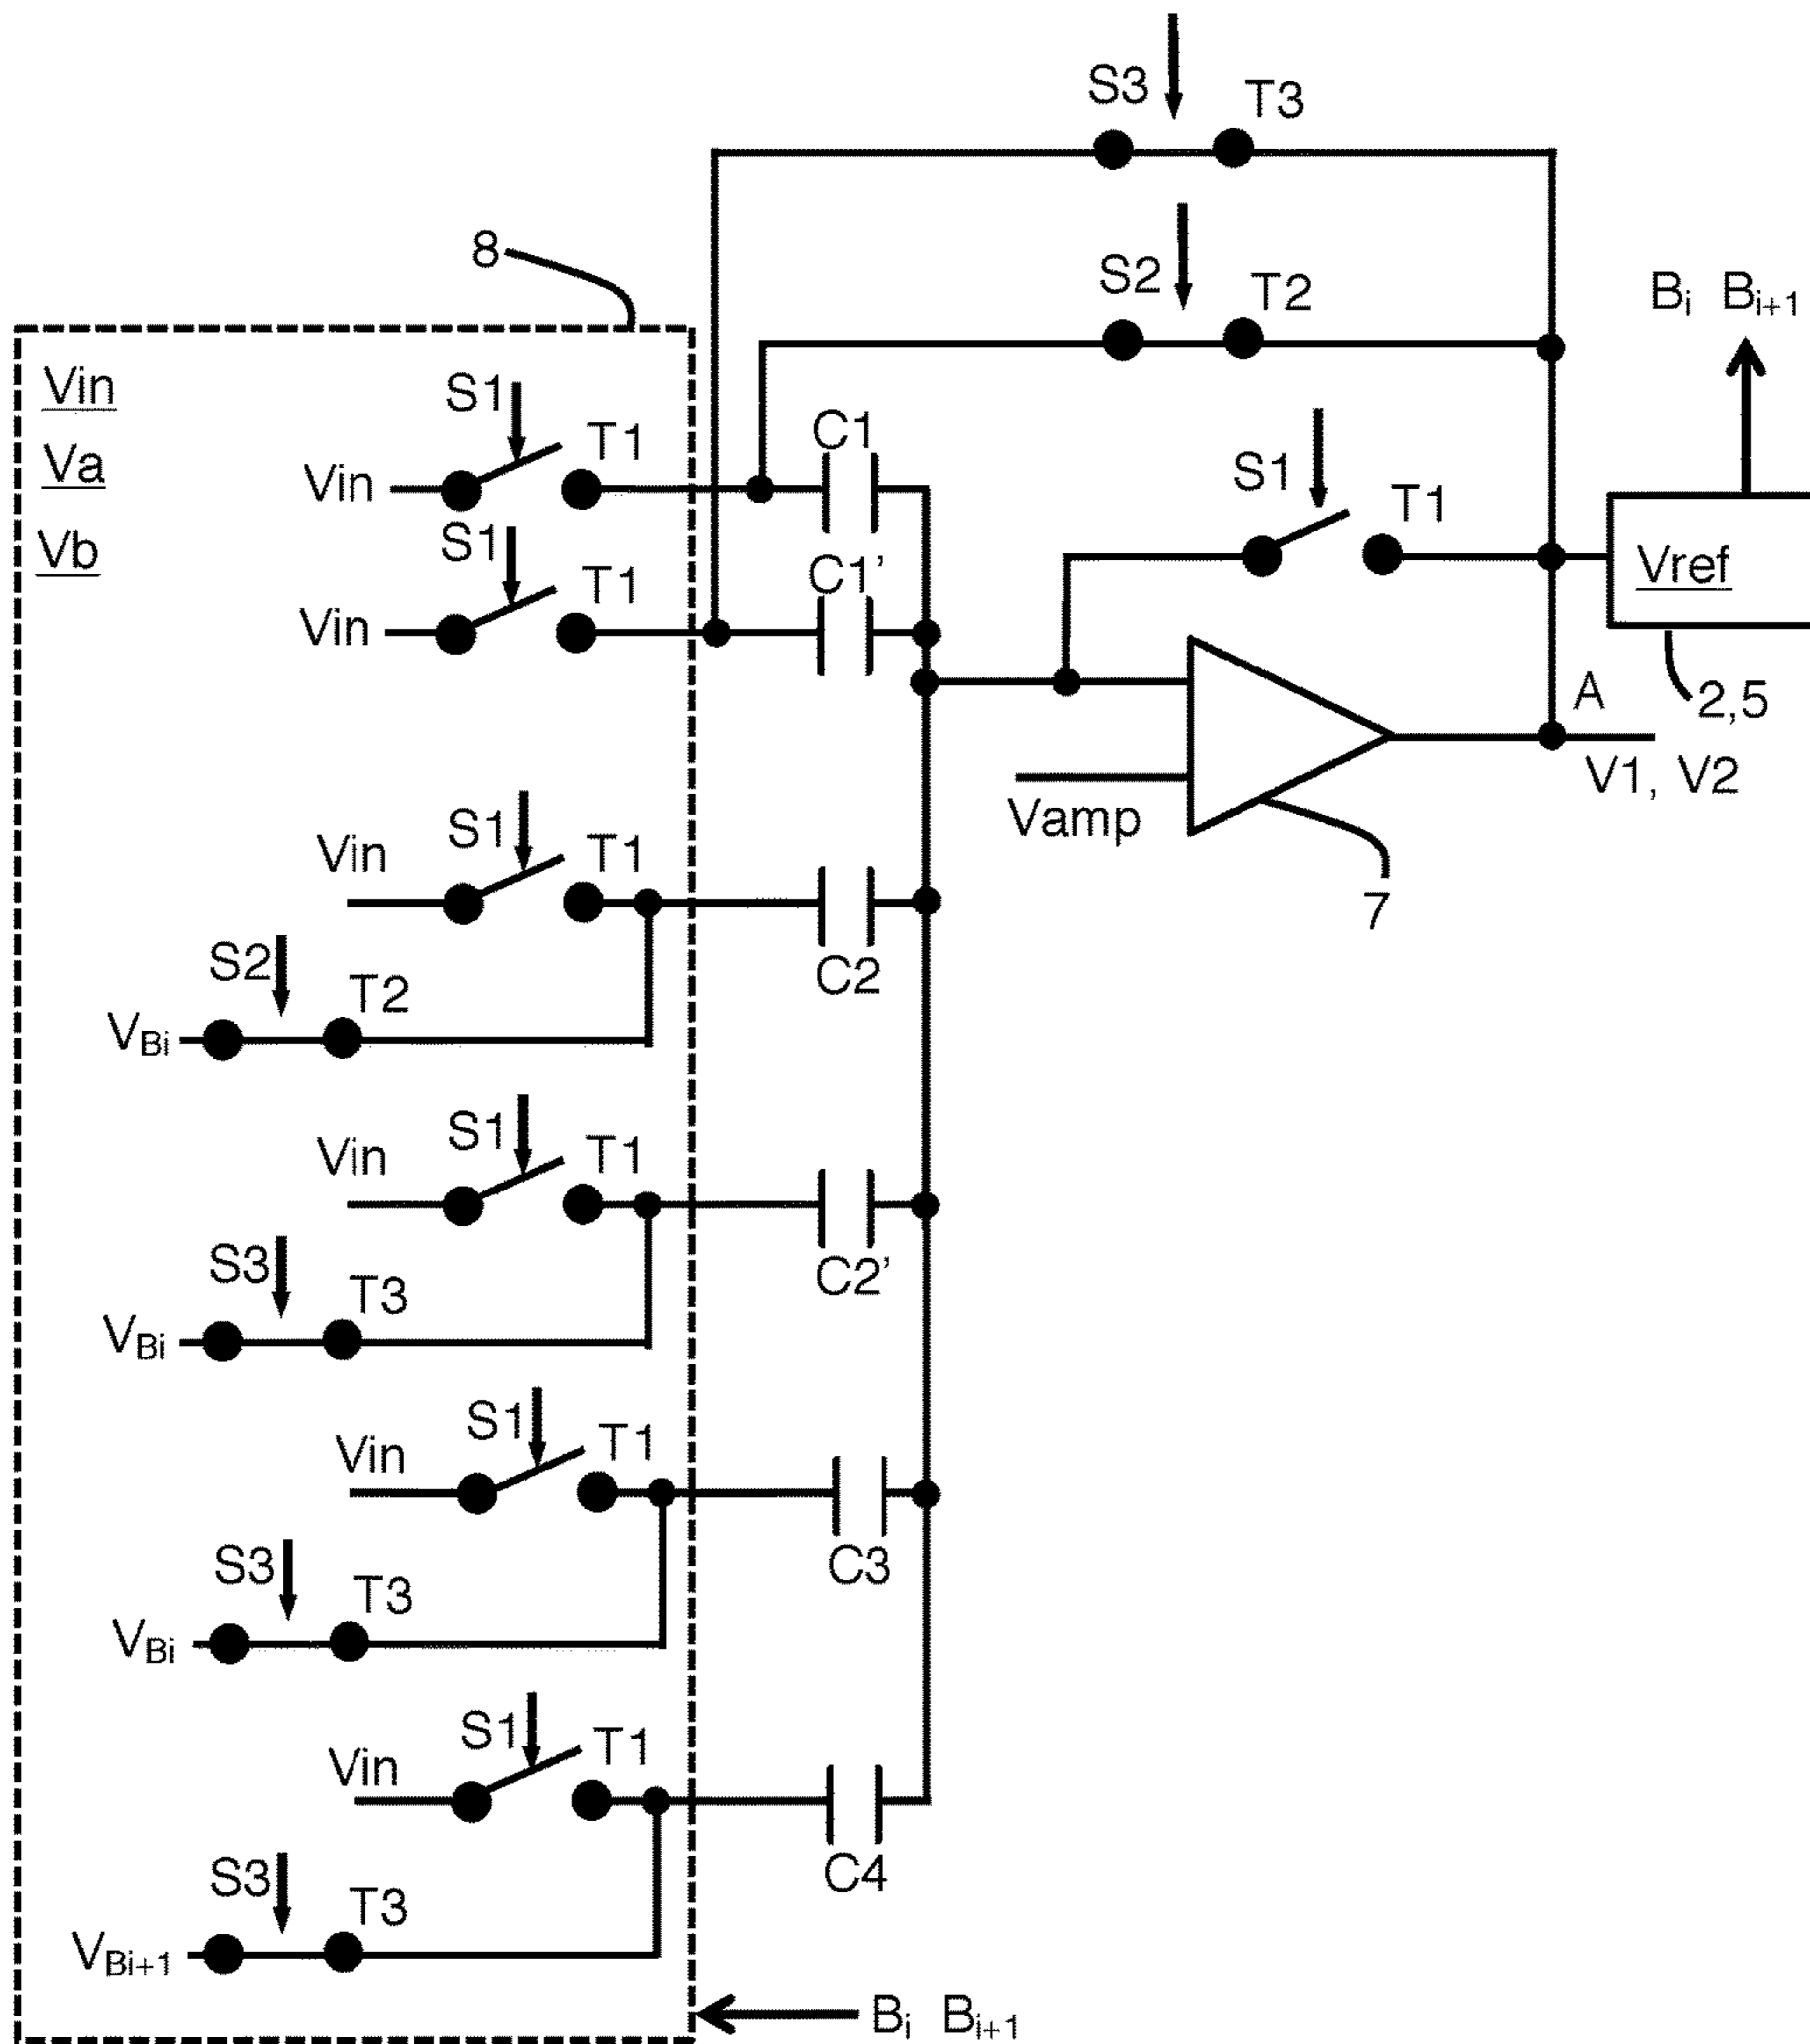 S3 T3
8
S2 T2
Bi Bi+1
Vin
Va
Vb
S1
Vin T1 C1
S1
Vin T1 C1’
S1 T1
Vref
2,5
A
V1, V2
Vamp
7
S1
Vin T1
C2
S2
VBi T2
S1
Vin T1
C2’
S3
VBi T3
S1
Vin T1
C3
S3
VBi T3
S1
Vin T1
C4
S3
VBi+1 T3
Bi Bi+1